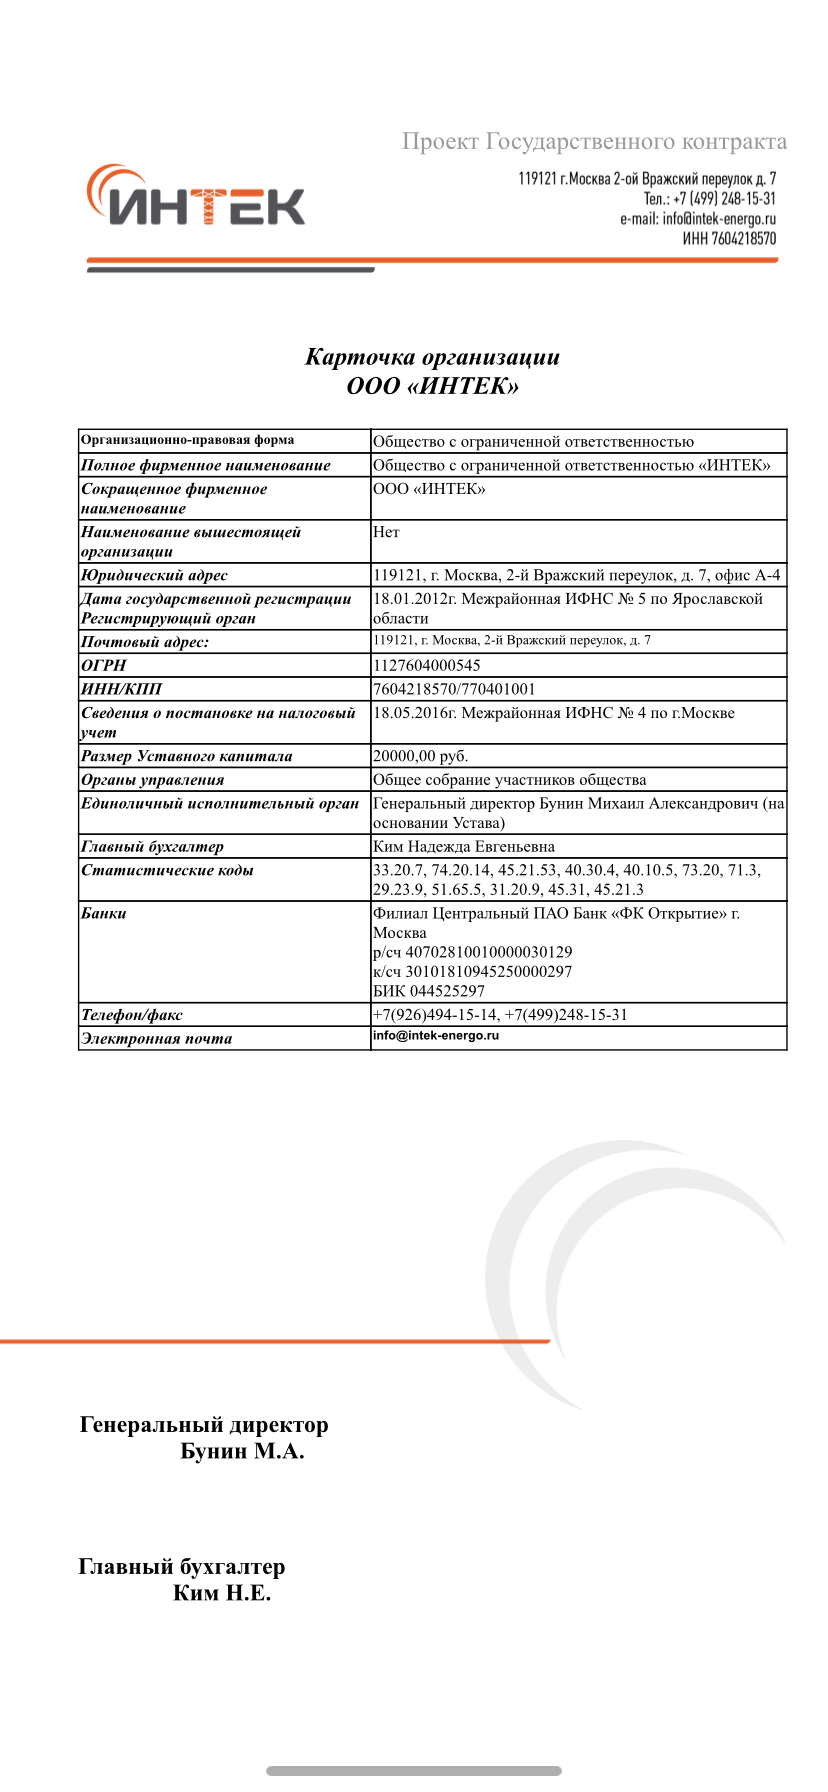 Проект Государственного контракта
119121 г.Москва 2-ой Вражский переулок д. 7
ИНТЕК
Тел.: +7 (499) 248-15-31
e-mail: info@intek-energo.ru
ИНН 7604218570
Карточка организации
ООО «ИНТЕК»
Организационно-правовая форма
Общество с ограниченной ответственностью
Полное фирменное наименование
Общество с ограниченной ответственностью «ИНТЕК»
Сокращенное фирменное
наименование
ООО «ИНТЕК»
Наименование вышестоящей
организации
Нет
Юридический адрес
119121, г. Москва, 2-й Вражский переулок, д. 7, офис А-4
Дата государственной регистрации
Регистрирующий орган
18.01.2012г. Межрайонная ИФНС № 5 по Ярославской
области
Почтовый адрес:
119121, г. Москва, 2-й Вражский переулок, д. 7
ОГРН
1127604000545
ИНН/КПП
7604218570/770401001
Сведения о постановке на налоговый
учет
18.05.2016г. Межрайонная ИФНС № 4 по г.Москве
Размер Уставного капитала
20000,00 руб.
Органы управления
Общее собрание участников общества
Единоличный исполнительный орган
Генеральный директор Бунин Михаил Александрович (на
основании Устава)
Главный бухгалтер
Ким Надежда Евгеньевна
Статистические коды
33.20.7, 74.20.14, 45.21.53, 40.30.4, 40.10.5, 73.20, 71.3,
29.23.9, 51.65.5, 31.20.9, 45.31, 45.21.3
Банки
Филиал Центральный ПАО Банк «ФК Открытие» г.
Москва
р/сч 40702810010000030129
к/сч 30101810945250000297
БИК 044525297
Телефон/факс
+7(926)494-15-14, +7(499)248-15-31
Электронная почта
info@intek-energo.ru
Генеральный директор
Бунин М.А.
Главный бухгалтер
Ким Н.Е.